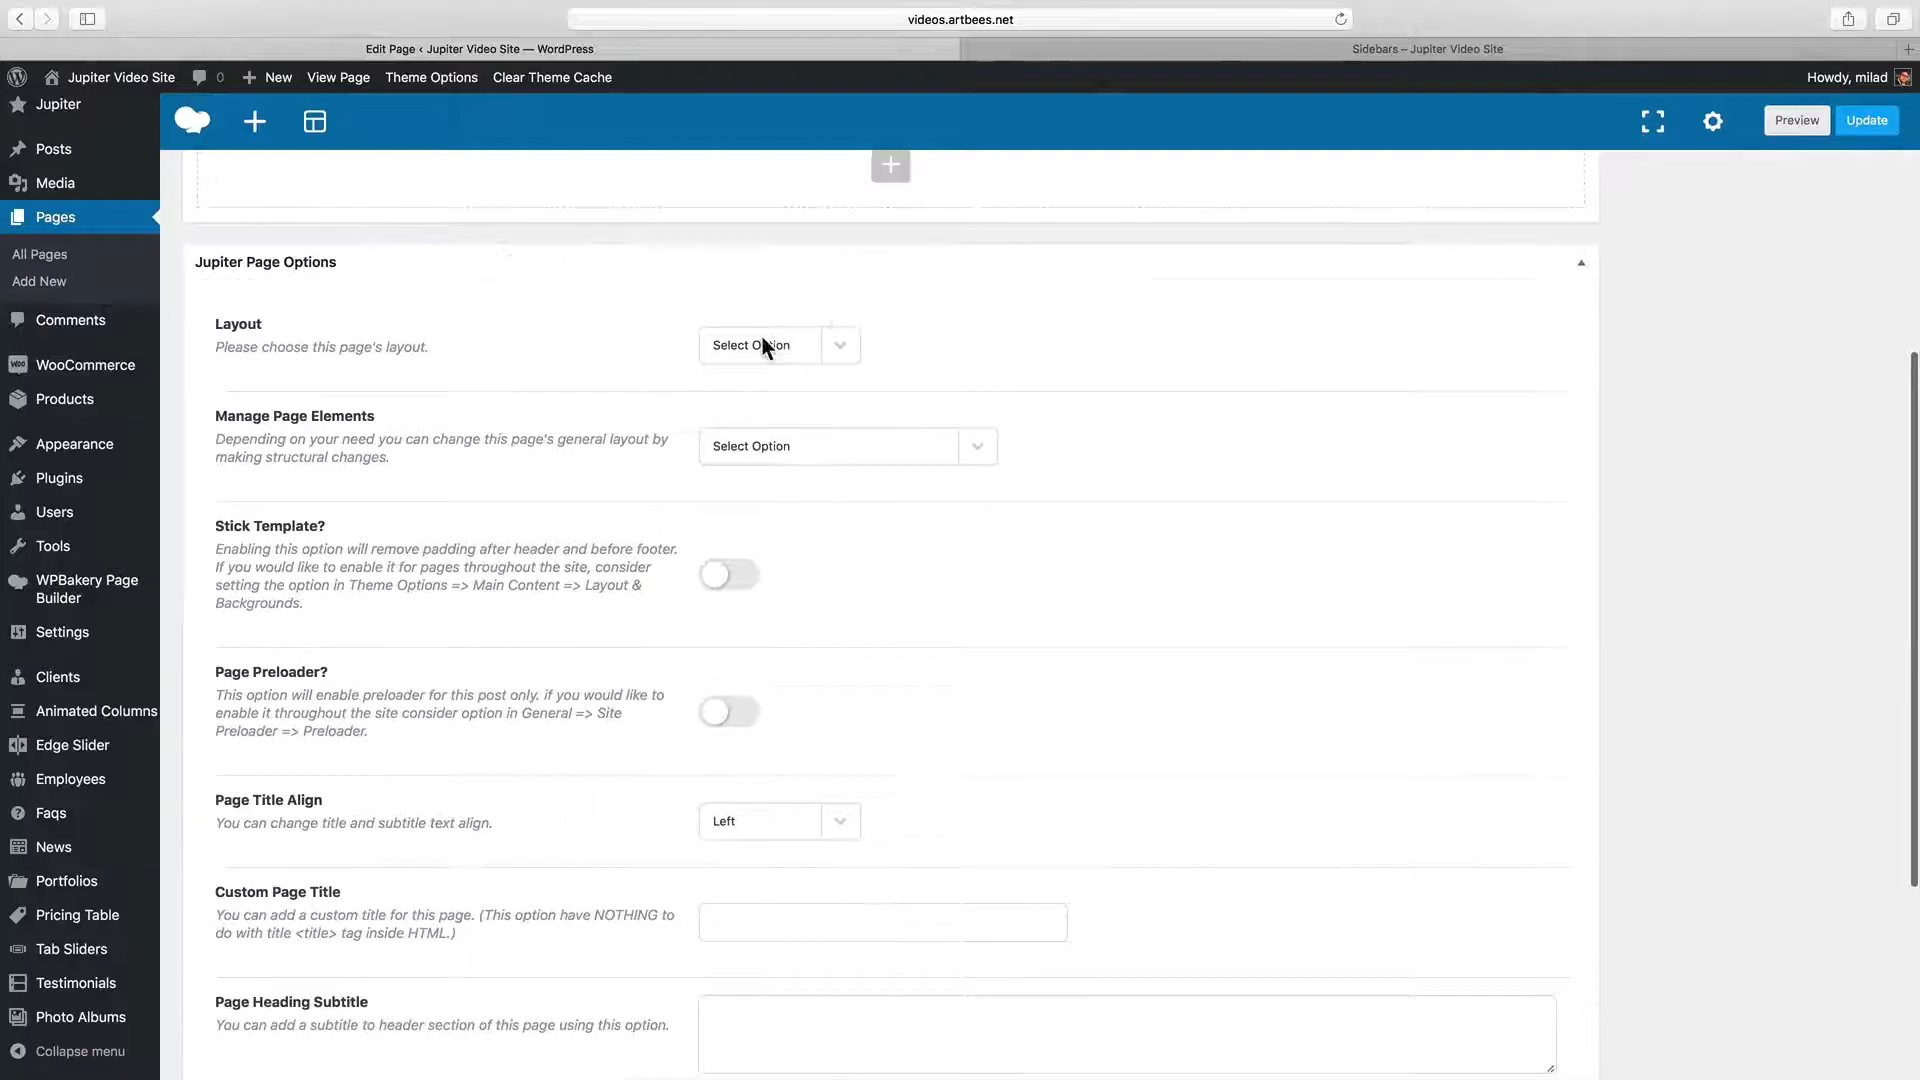 videos.artbees.net
Edit Page ‹ Jupiter Video Site — WordPress
Sidebars – Jupiter Video Site
Jupiter Video Site
0
New
View Page
Theme Options
Clear Theme Cache
Howdy, milad
Jupiter
Posts
Media
Pages
All Pages
Add New
Comments
WooCommerce
Products
Appearance
Plugins
Users
Tools
WPBakery Page
Builder
Settings
Clients
Animated Columns
Edge Slider
Employees
Faqs
News
Portfolios
Pricing Table
Tab Sliders
Testimonials
Photo Albums
Collapse menu
Preview
Update
Jupiter Page Options
Layout
Please choose this page's layout.
Select Option
Manage Page Elements
Depending on your need you can change this page's general layout by
making structural changes.
Select Option
Stick Template?
Enabling this option will remove padding after header and before footer.
If you would like to enable it for pages throughout the site, consider
setting the option in Theme Options => Main Content => Layout &
Backgrounds.
Page Preloader?
This option will enable preloader for this post only. if you would like to
enable it throughout the site consider option in General => Site
Preloader => Preloader.
Page Title Align
You can change title and subtitle text align.
Left
Custom Page Title
You can add a custom title for this page. (This option have NOTHING to
do with title <title> tag inside HTML.)
Page Heading Subtitle
You can add a subtitle to header section of this page using this option.